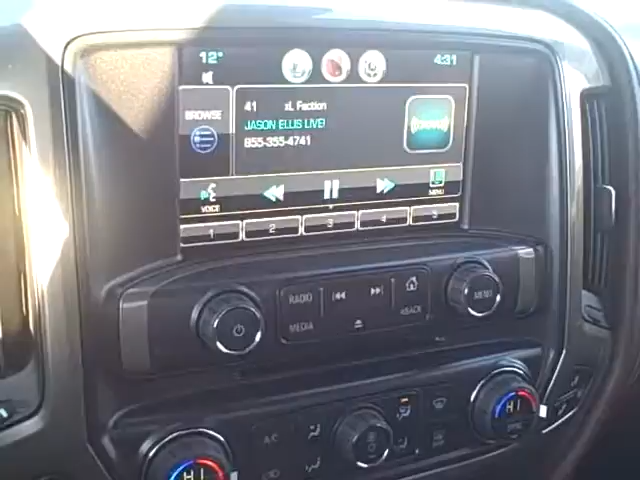 12° 4:31
BROWSE
41 xL Faction
JASON ELLIS LIVE!
855-355-4741
VOICE MENU
1 2 3 4 5
RADIO MENU
MEDIA BACK
A/C
HI HI